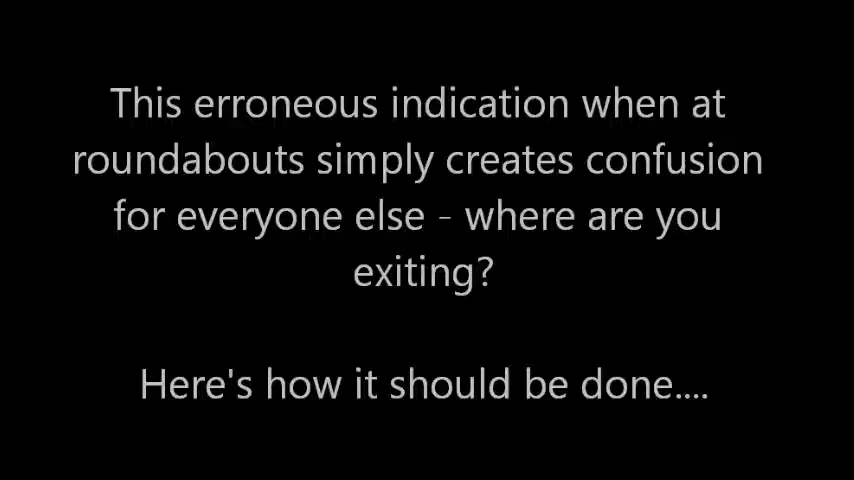 This erroneous indication when at
roundabouts simply creates confusion
for everyone else - where are you
exiting?
Here's how it should be done....